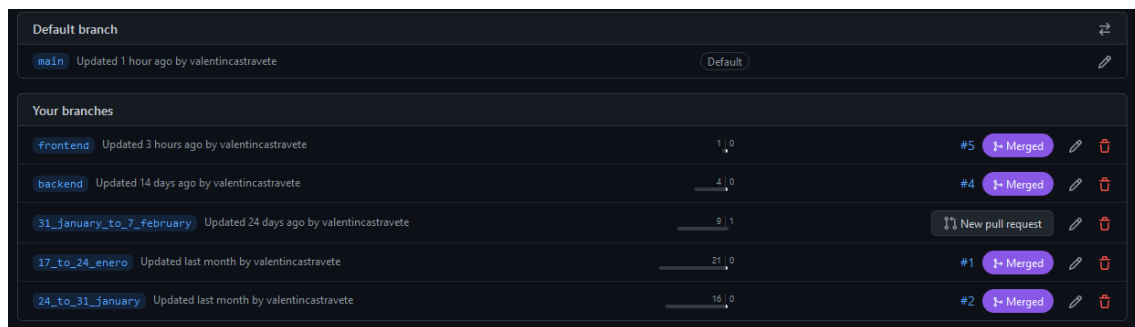 Default branch
main Updated 1 hour ago by valentincastravete Default
Your branches
frontend Updated 3 hours ago by valentincastravete 1 | 0 #5 Merged
backend Updated 14 days ago by valentincastravete 4 | 0 #4 Merged
31_january_to_7_february Updated 24 days ago by valentincastravete 9 | 1 New pull request
17_to_24_enero Updated last month by valentincastravete 21 | 0 #1 Merged
24_to_31_january Updated last month by valentincastravete 16 | 0 #2 Merged